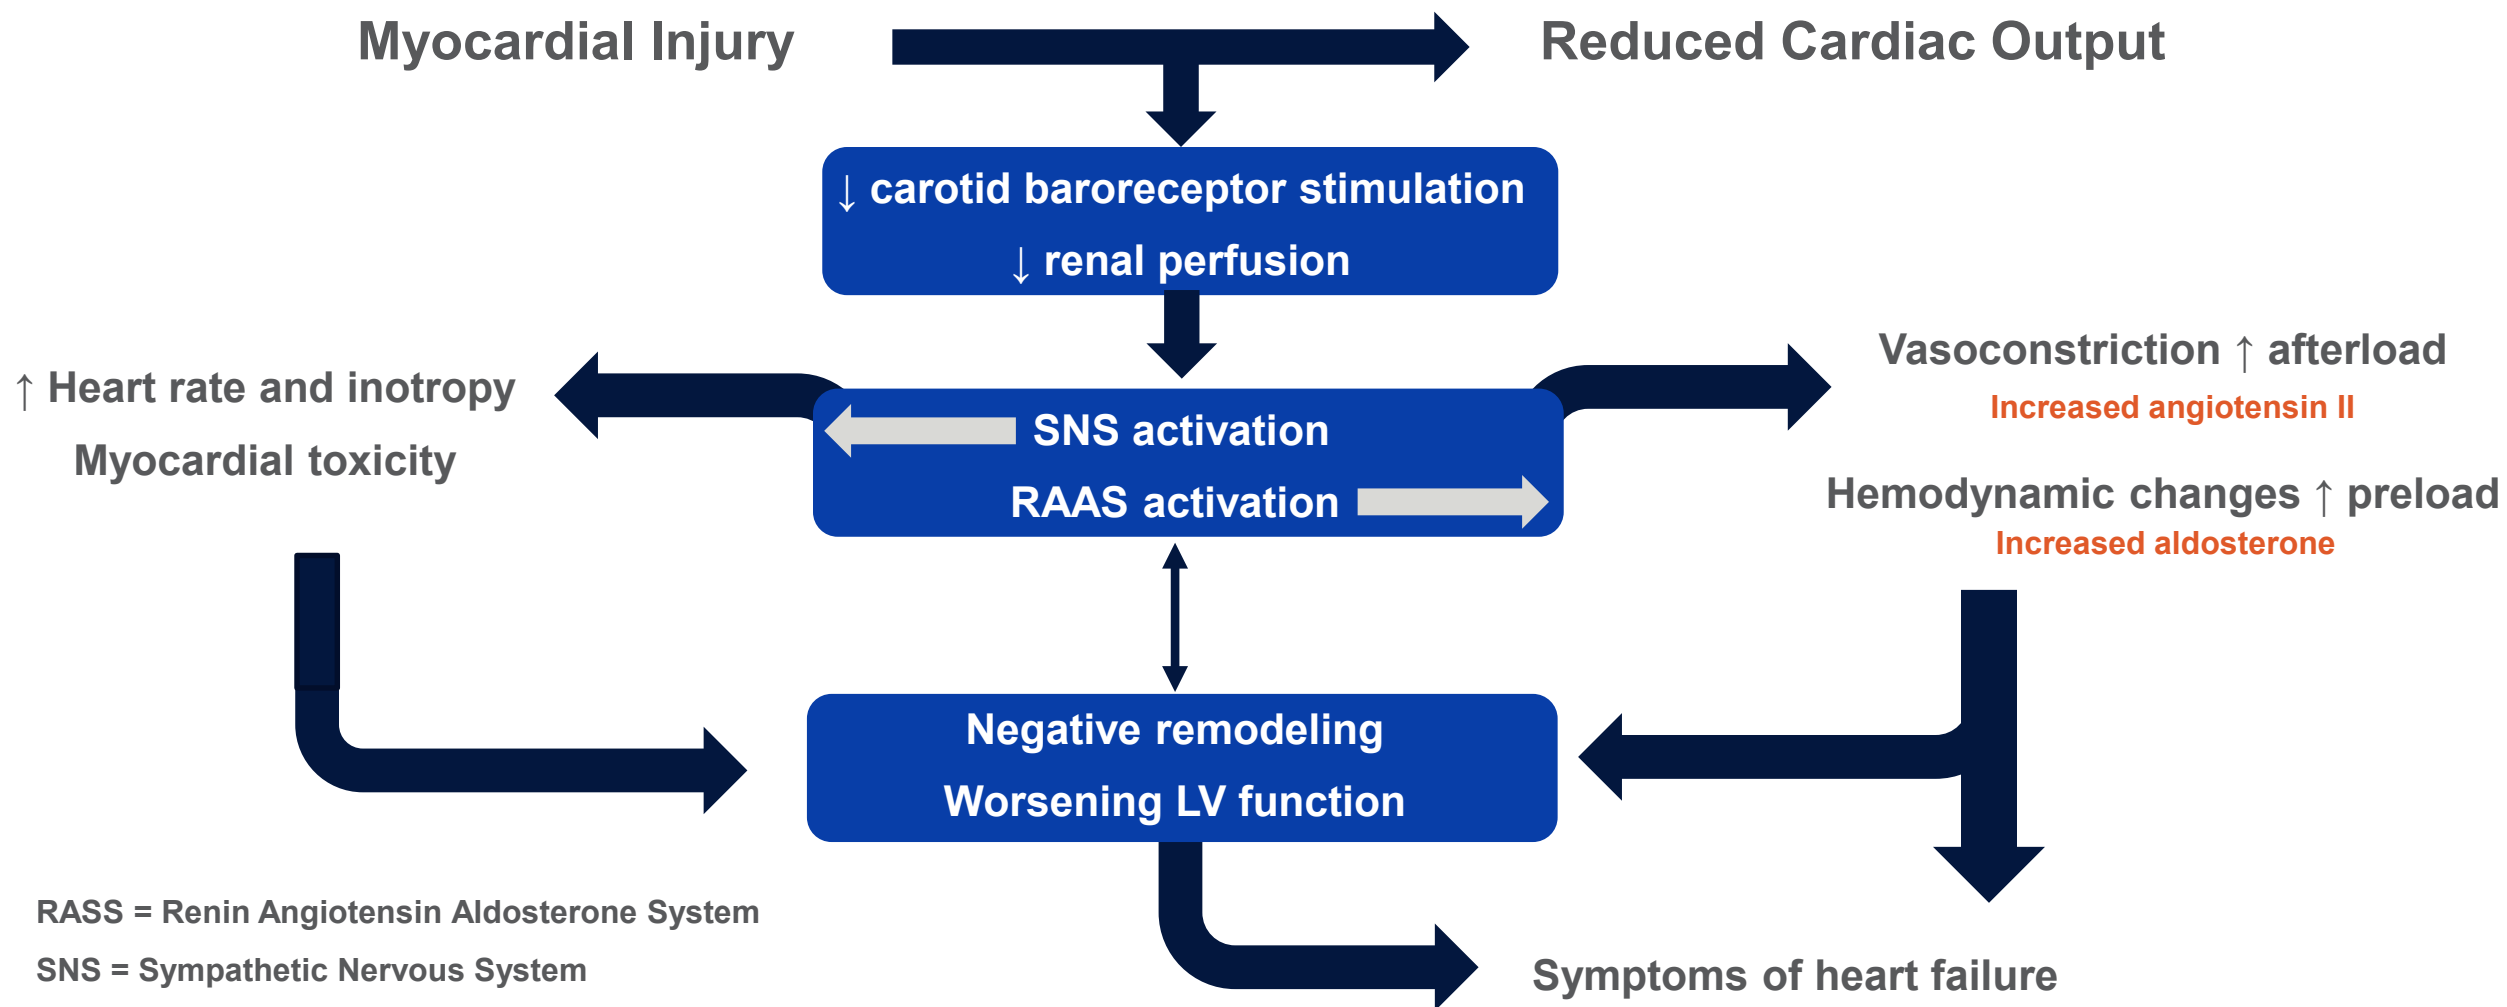 Myocardial Injury
Reduced Cardiac Output
↓ carotid baroreceptor stimulation
↓ renal perfusion
↑ Heart rate and inotropy
Myocardial toxicity
SNS activation
RAAS activation
Vasoconstriction ↑ afterload
Increased angiotensin II
Hemodynamic changes ↑ preload
Increased aldosterone
Negative remodeling
Worsening LV function
RASS = Renin Angiotensin Aldosterone System
SNS = Sympathetic Nervous System
Symptoms of heart failure